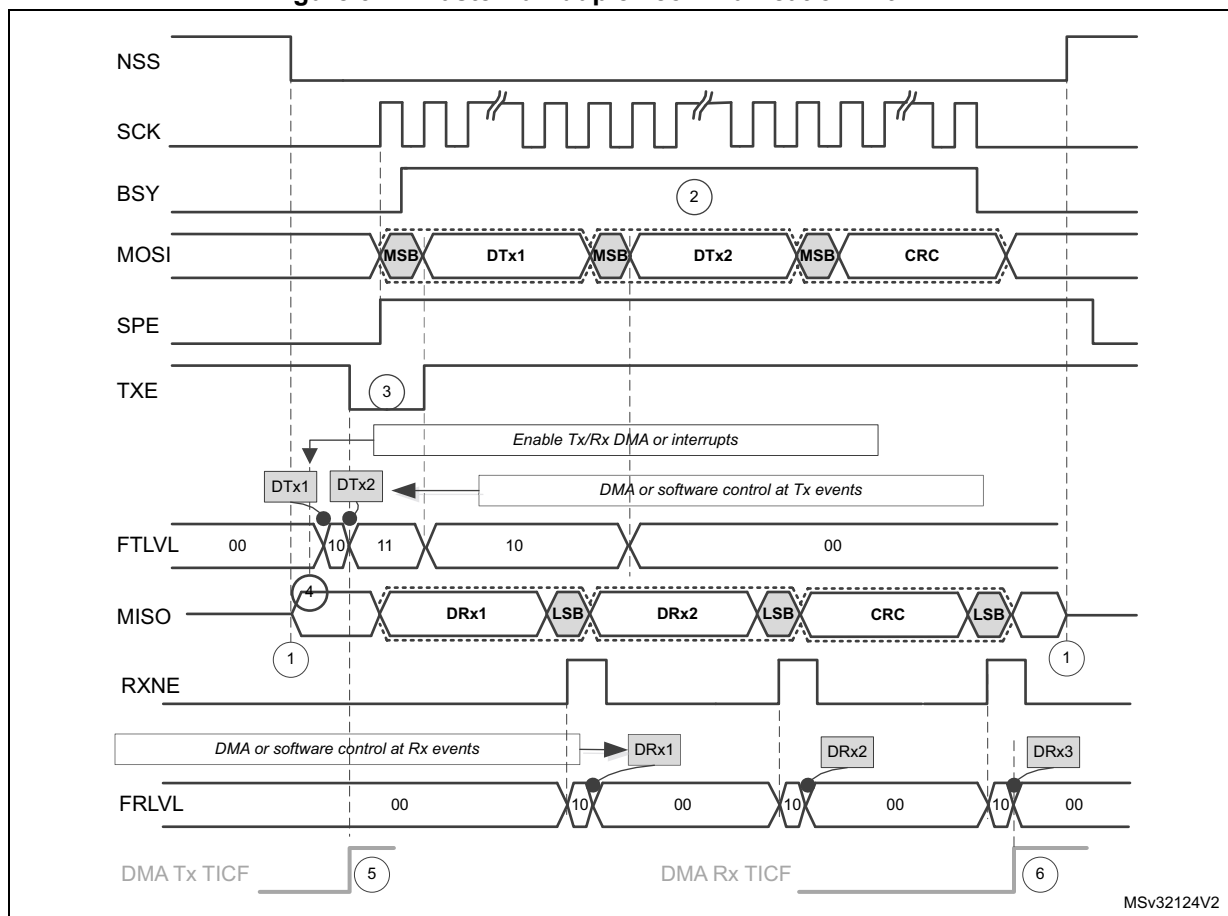 NSS
SCK
BSY
2
MOSI
MSB DTx1 MSB DTx2 MSB CRC
SPE
TXE
3
Enable Tx/Rx DMA or interrupts
DTx1 DTx2
DMA or software control at Tx events
FTLVL 00 10 11 10 00
4
MISO
DRx1 LSB DRx2 LSB CRC LSB
1 1
RXNE
DMA or software control at Rx events
DRx1 DRx2 DRx3
FRLVL 00 10 00 10 00 10 00
DMA Tx TICF 5 DMA Rx TICF 6
MSv32124V2